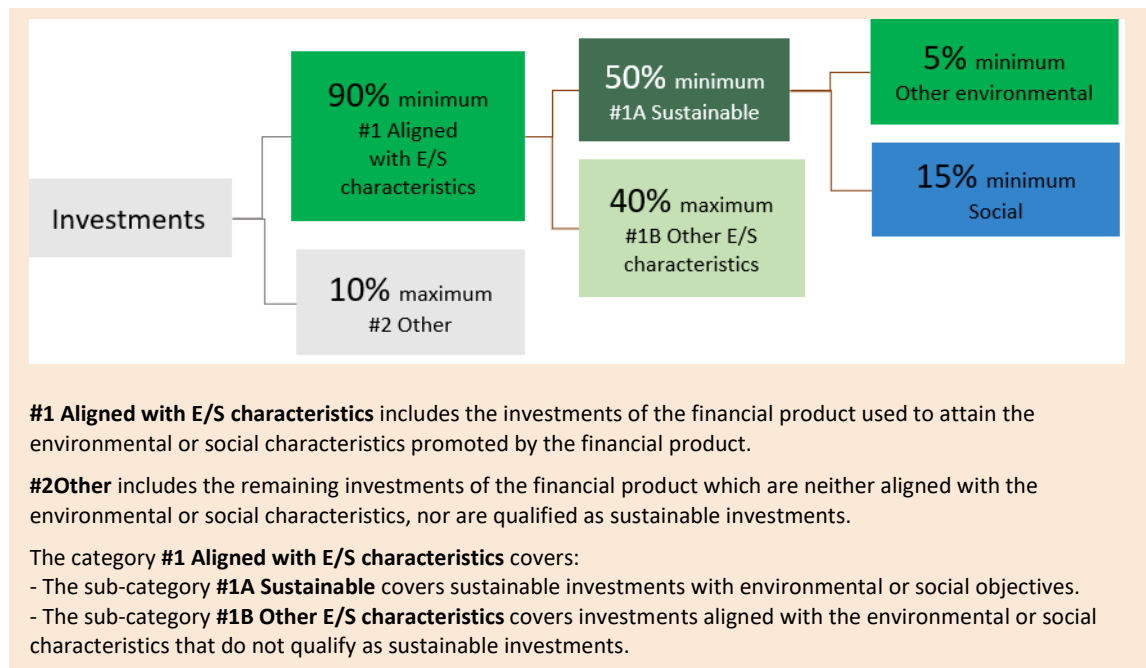 Investments
90% minimum
#1 Aligned
with E/S
characteristics
10% maximum
#2 Other
50% minimum
#1A Sustainable
40% maximum
#1B Other E/S
characteristics
5% minimum
Other environmental
15% minimum
Social
#1 Aligned with E/S characteristics includes the investments of the financial product used to attain the
environmental or social characteristics promoted by the financial product.
#2Other includes the remaining investments of the financial product which are neither aligned with the
environmental or social characteristics, nor are qualified as sustainable investments.
The category #1 Aligned with E/S characteristics covers:
- The sub-category #1A Sustainable covers sustainable investments with environmental or social objectives.
- The sub-category #1B Other E/S characteristics covers investments aligned with the environmental or social
characteristics that do not qualify as sustainable investments.